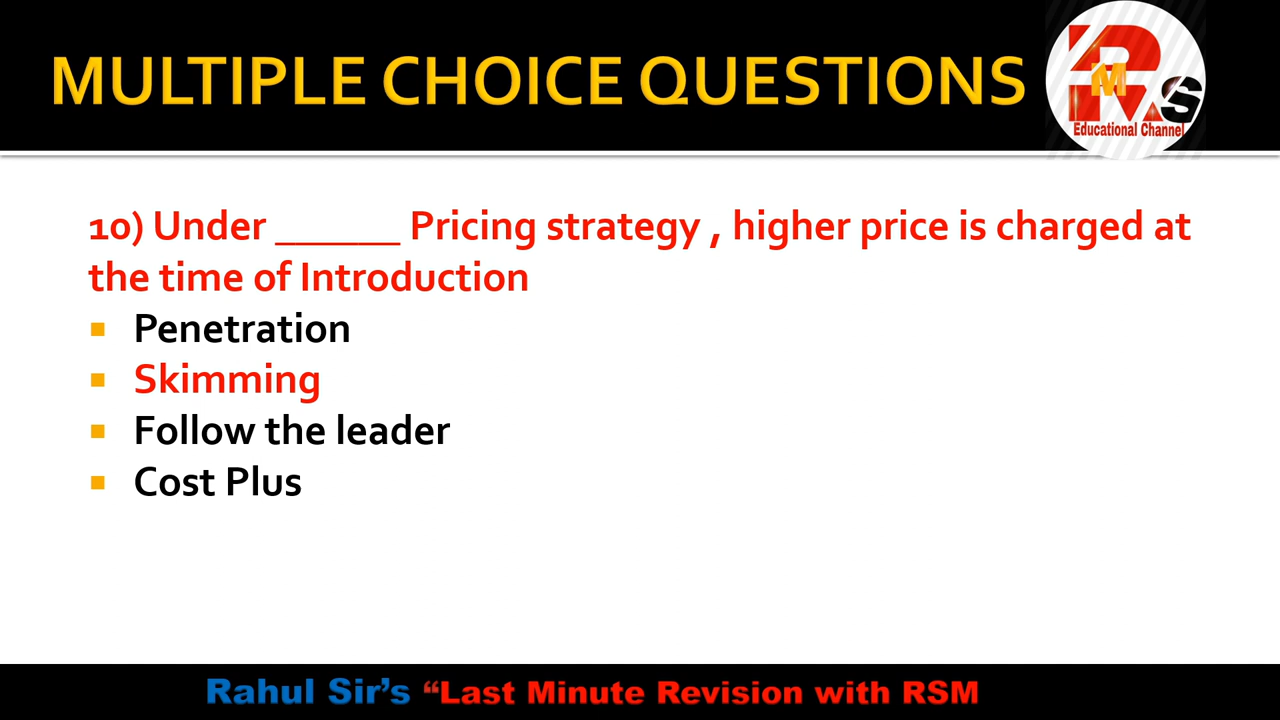 MULTIPLE CHOICE QUESTIONS
RMS
Educational Channel
10) Under ______ Pricing strategy , higher price is charged at
the time of Introduction
Penetration
Skimming
Follow the leader
Cost Plus
Rahul Sir's “Last Minute Revision with RSM